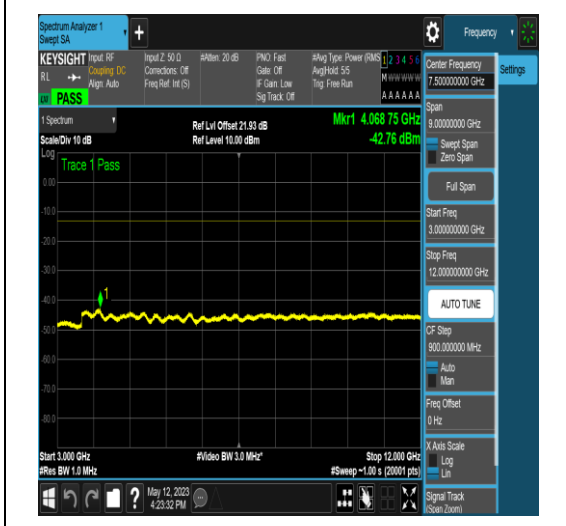 Spectrum Analyzer 1
Swept SA
Frequency
KEYSIGHT
Input: RF
Coupling: DC
Align: Auto
Input Z: 50 Ω
Corrections: Off
Freq Ref: Int (S)
#Atten: 20 dB
PNO: Fast
Gate: Off
IF Gain: Low
Sig Track: Off
#Avg Type: Power (RMS
Avg|Hold: 5/5
Trig: Free Run
1 2 3 4 5 6
M W W W W W
A A A A A A
RL
PASS
1 Spectrum
Scale/Div 10 dB
Ref Lvl Offset 21.93 dB
Ref Level 10.00 dBm
Mkr1 4.068 75 GHz
-42.76 dBm
Log
Trace 1 Pass
0.00
-10.0
-20.0
-30.0
-40.0
-50.0
-60.0
-70.0
-80.0
1
Start 3.000 GHz
#Res BW 1.0 MHz
#Video BW 3.0 MHz*
Stop 12.000 GHz
#Sweep ~1.00 s (20001 pts)
May 12, 2023
4:23:32 PM
Center Frequency
7.500000000 GHz
Settings
Span
9.00000000 GHz
Swept Span
Zero Span
Full Span
Start Freq
3.000000000 GHz
Stop Freq
12.000000000 GHz
AUTO TUNE
CF Step
900.000000 MHz
Auto
Man
Freq Offset
0 Hz
X Axis Scale
Log
Lin
Signal Track
(Span Zoom)